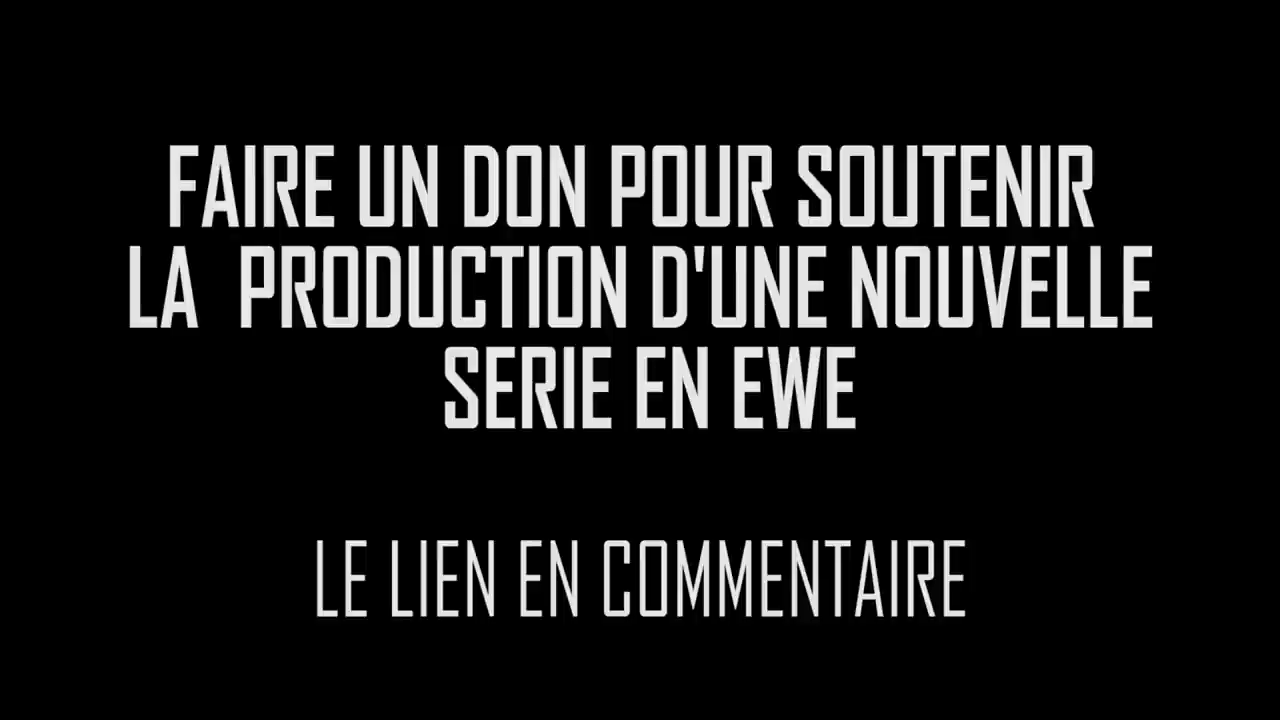 FAIRE UN DON POUR SOUTENIR
LA PRODUCTION D'UNE NOUVELLE
SERIE EN EWE
LE LIEN EN COMMENTAIRE